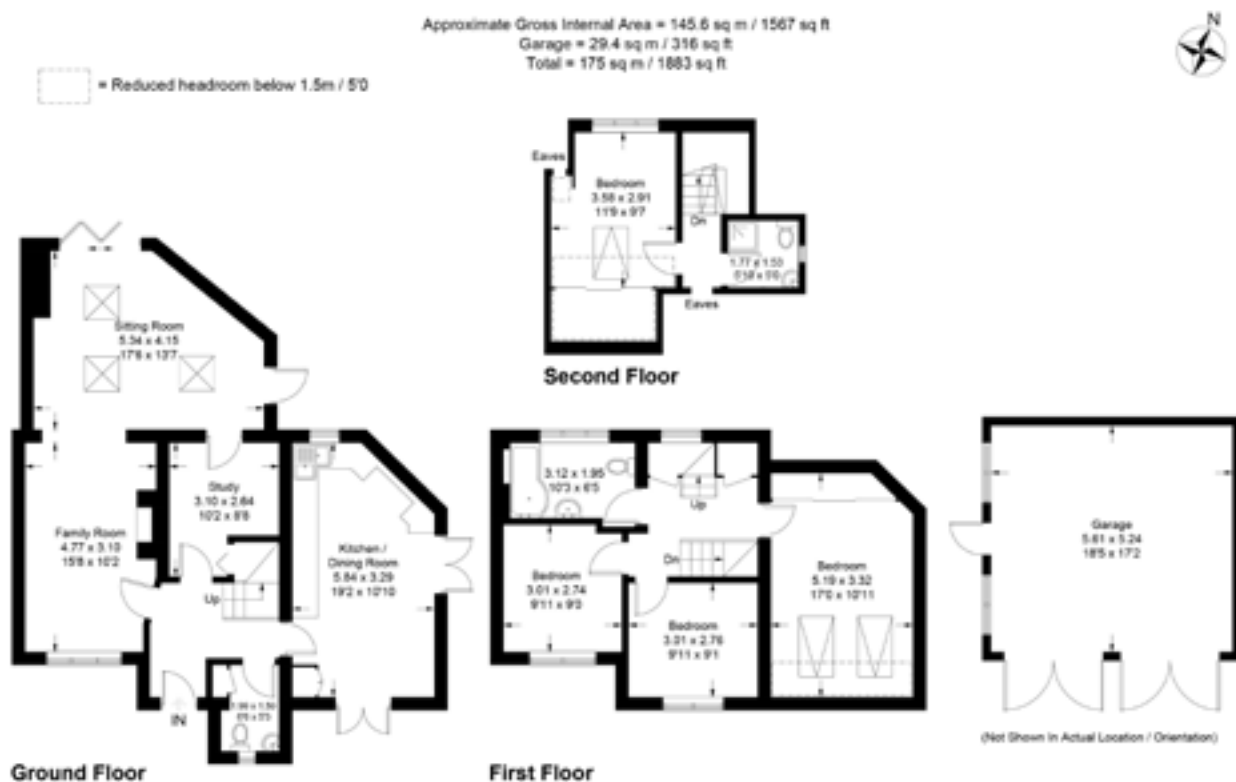 Approximate Gross Internal Area = 145.6 sq m / 1567 sq ft
Garage = 29.4 sq m / 316 sq ft
Total = 175 sq m / 1883 sq ft
N
= Reduced headroom below 1.5m / 5'0
Eaves
Bedroom
3.58 x 2.91
11'9 x 9'7
Dn
1.77 x 1.53
Eaves
Second Floor
Sitting Room
5.34 x 4.15
17'6 x 13'7
Study
3.10 x 2.64
10'2 x 8'8
Family Room
4.77 x 3.10
15'8 x 10'2
Kitchen /
Dining Room
5.84 x 3.29
19'2 x 10'10
Up
IN
Ground Floor
3.12 x 1.95
10'3 x 6'5
Up
Dn
Bedroom
3.01 x 2.74
9'11 x 9'0
Bedroom
3.01 x 2.76
9'11 x 9'1
Bedroom
5.19 x 3.32
17'0 x 10'11
First Floor
Garage
5.61 x 5.24
18'5 x 17'2
(Not Shown In Actual Location / Orientation)